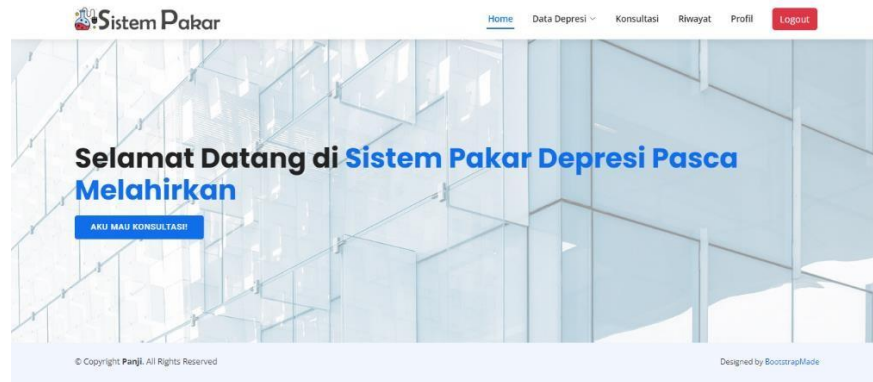 Sistem Pakar
Home Data Depresi Konsultasi Riwayat Profil Logout
Selamat Datang di Sistem Pakar Depresi Pasca
Melahirkan
AKU MAU KONSULTASI!
© Copyright Panji. All Rights Reserved
Designed by BootstrapMade